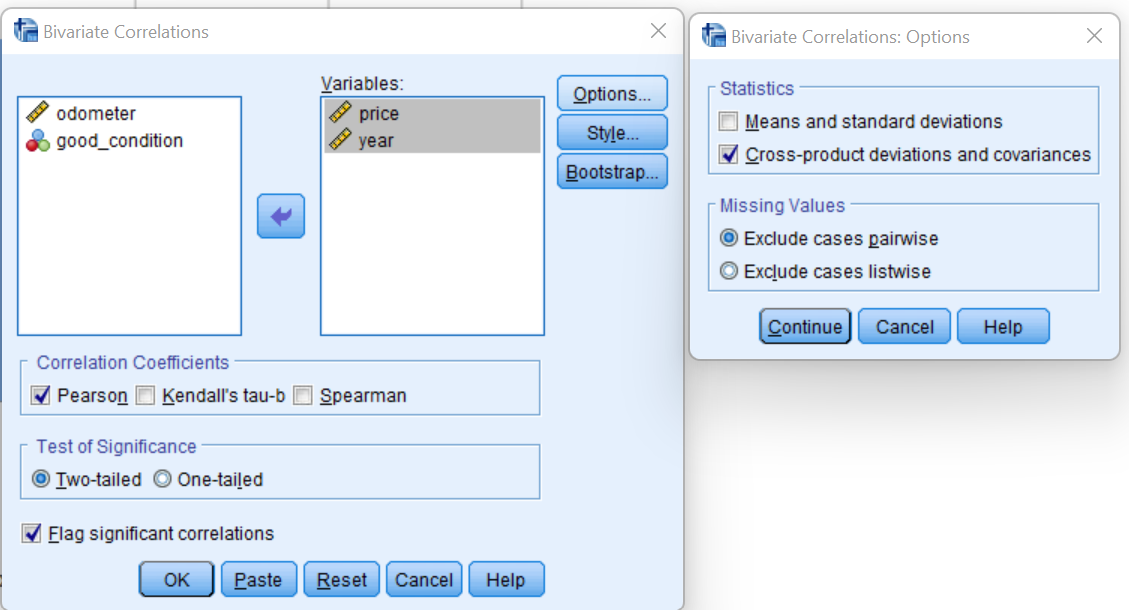 Bivariate Correlations
Variables:
odometer
good_condition
price
year
Options...
Style...
Bootstrap...
Correlation Coefficients
Pearson Kendall's tau-b Spearman
Test of Significance
Two-tailed One-tailed
Flag significant correlations
OK Paste Reset Cancel Help
Bivariate Correlations: Options
Statistics
Means and standard deviations
Cross-product deviations and covariances
Missing Values
Exclude cases pairwise
Exclude cases listwise
Continue Cancel Help